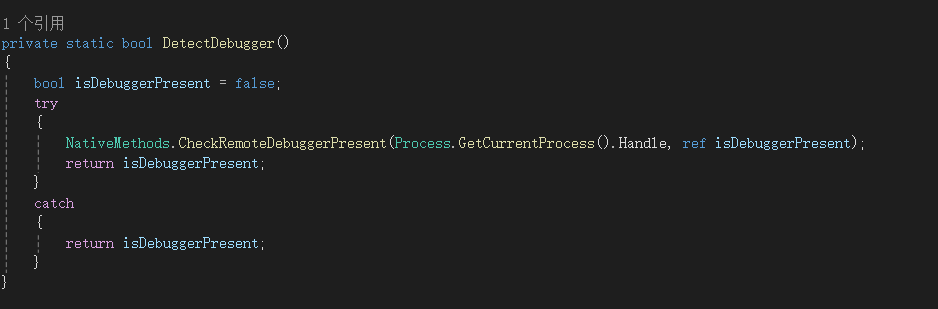 1 个引用
private static bool DetectDebugger()
{
    bool isDebuggerPresent = false;
    try
    {
        NativeMethods.CheckRemoteDebuggerPresent(Process.GetCurrentProcess().Handle, ref isDebuggerPresent);
        return isDebuggerPresent;
    }
    catch
    {
        return isDebuggerPresent;
    }
}